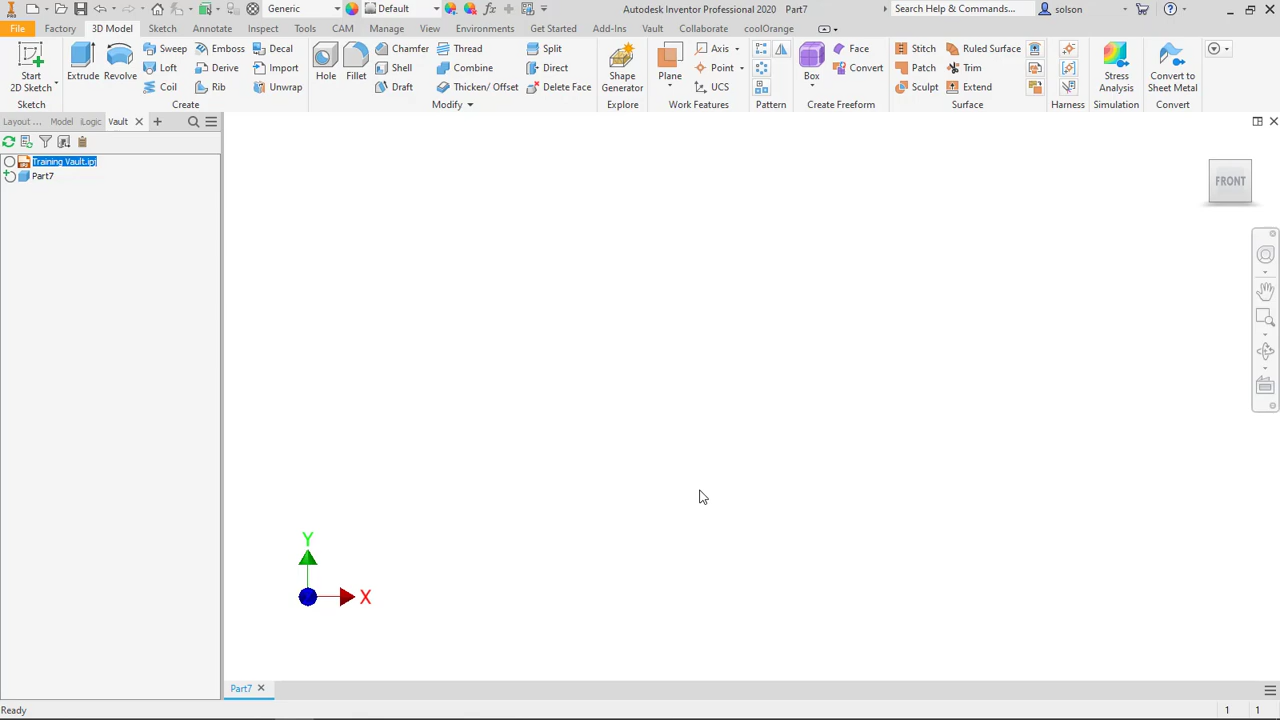 Generic Default Autodesk Inventor Professional 2020 Part7 Search Help & Commands... solson
File Factory 3D Model Sketch Annotate Inspect Tools CAM Manage View Environments Get Started Add-Ins Vault Collaborate coolOrange
Start
2D Sketch
Sketch
Extrude Revolve
Sweep Emboss Decal
Loft Derive Import
Coil Rib Unwrap
Create
Hole Fillet
Chamfer Thread Split
Shell Combine Direct
Draft Thicken/ Offset Delete Face
Modify
Shape
Generator
Explore
Plane
Axis
Point
UCS
Work Features
Pattern
Box
Face
Convert
Create Freeform
Stitch Ruled Surface
Patch Trim
Sculpt Extend
Surface
Harness
Stress
Analysis
Simulation
Convert to
Sheet Metal
Convert
Layout ... Model iLogic Vault
Training Vault.ipj
Part7
FRONT
Y
X
Part7
Ready 1 1